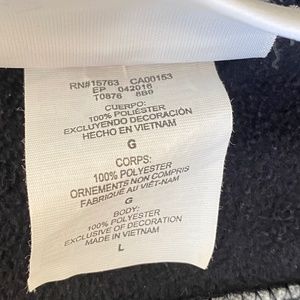 RN#15763 CA00153
EP 042016
T0876 8B9
CUERPO:
100% POLIÉSTER
EXCLUYENDO DECORACIÓN
HECHO EN VIETNAM
G
CORPS:
100% POLYESTER
ORNEMENTS NON COMPRIS
FABRIQUÉ AU VIÊT-NAM
G
BODY:
100% POLYESTER
EXCLUSIVE OF DECORATION
MADE IN VIETNAM
L